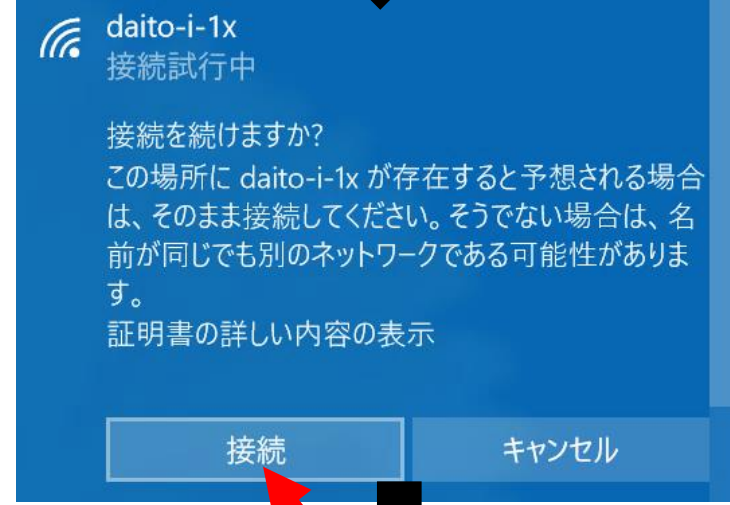 daito-i-1x
接続試行中
接続を続けますか?
この場所に daito-i-1x が存在すると予想される場合
は、そのまま接続してください。そうでない場合は、名
前が同じでも別のネットワークである可能性がありま
す。
証明書の詳しい内容の表示
接続 キャンセル